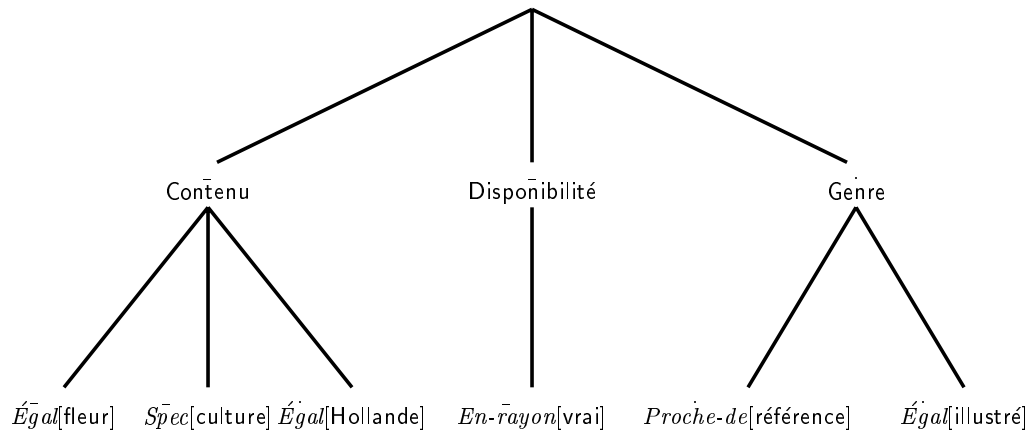 Contenu Disponibilité Genre
Égal[fleur] Spec[culture] Égal[Hollande] En-rayon[vrai] Proche-de[référence] Égal[illustré]